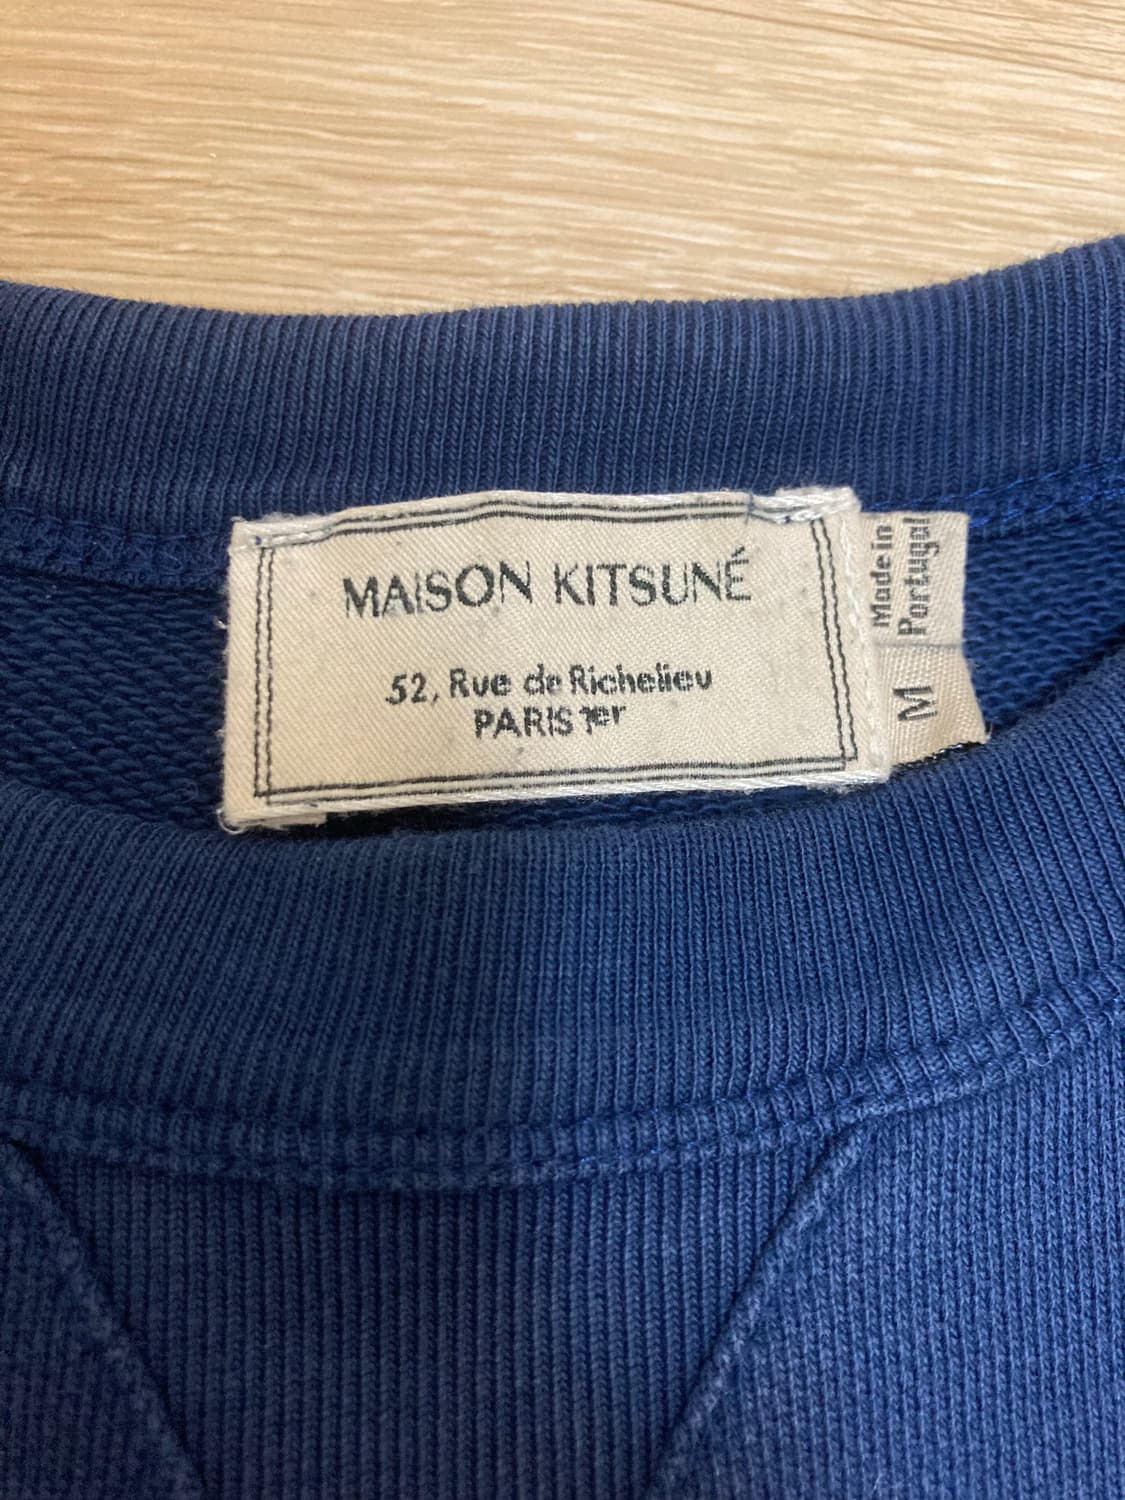 MAISON KITSUNÉ
52, Rue de Richelieu
PARIS 1er
Made in
Portugal
M